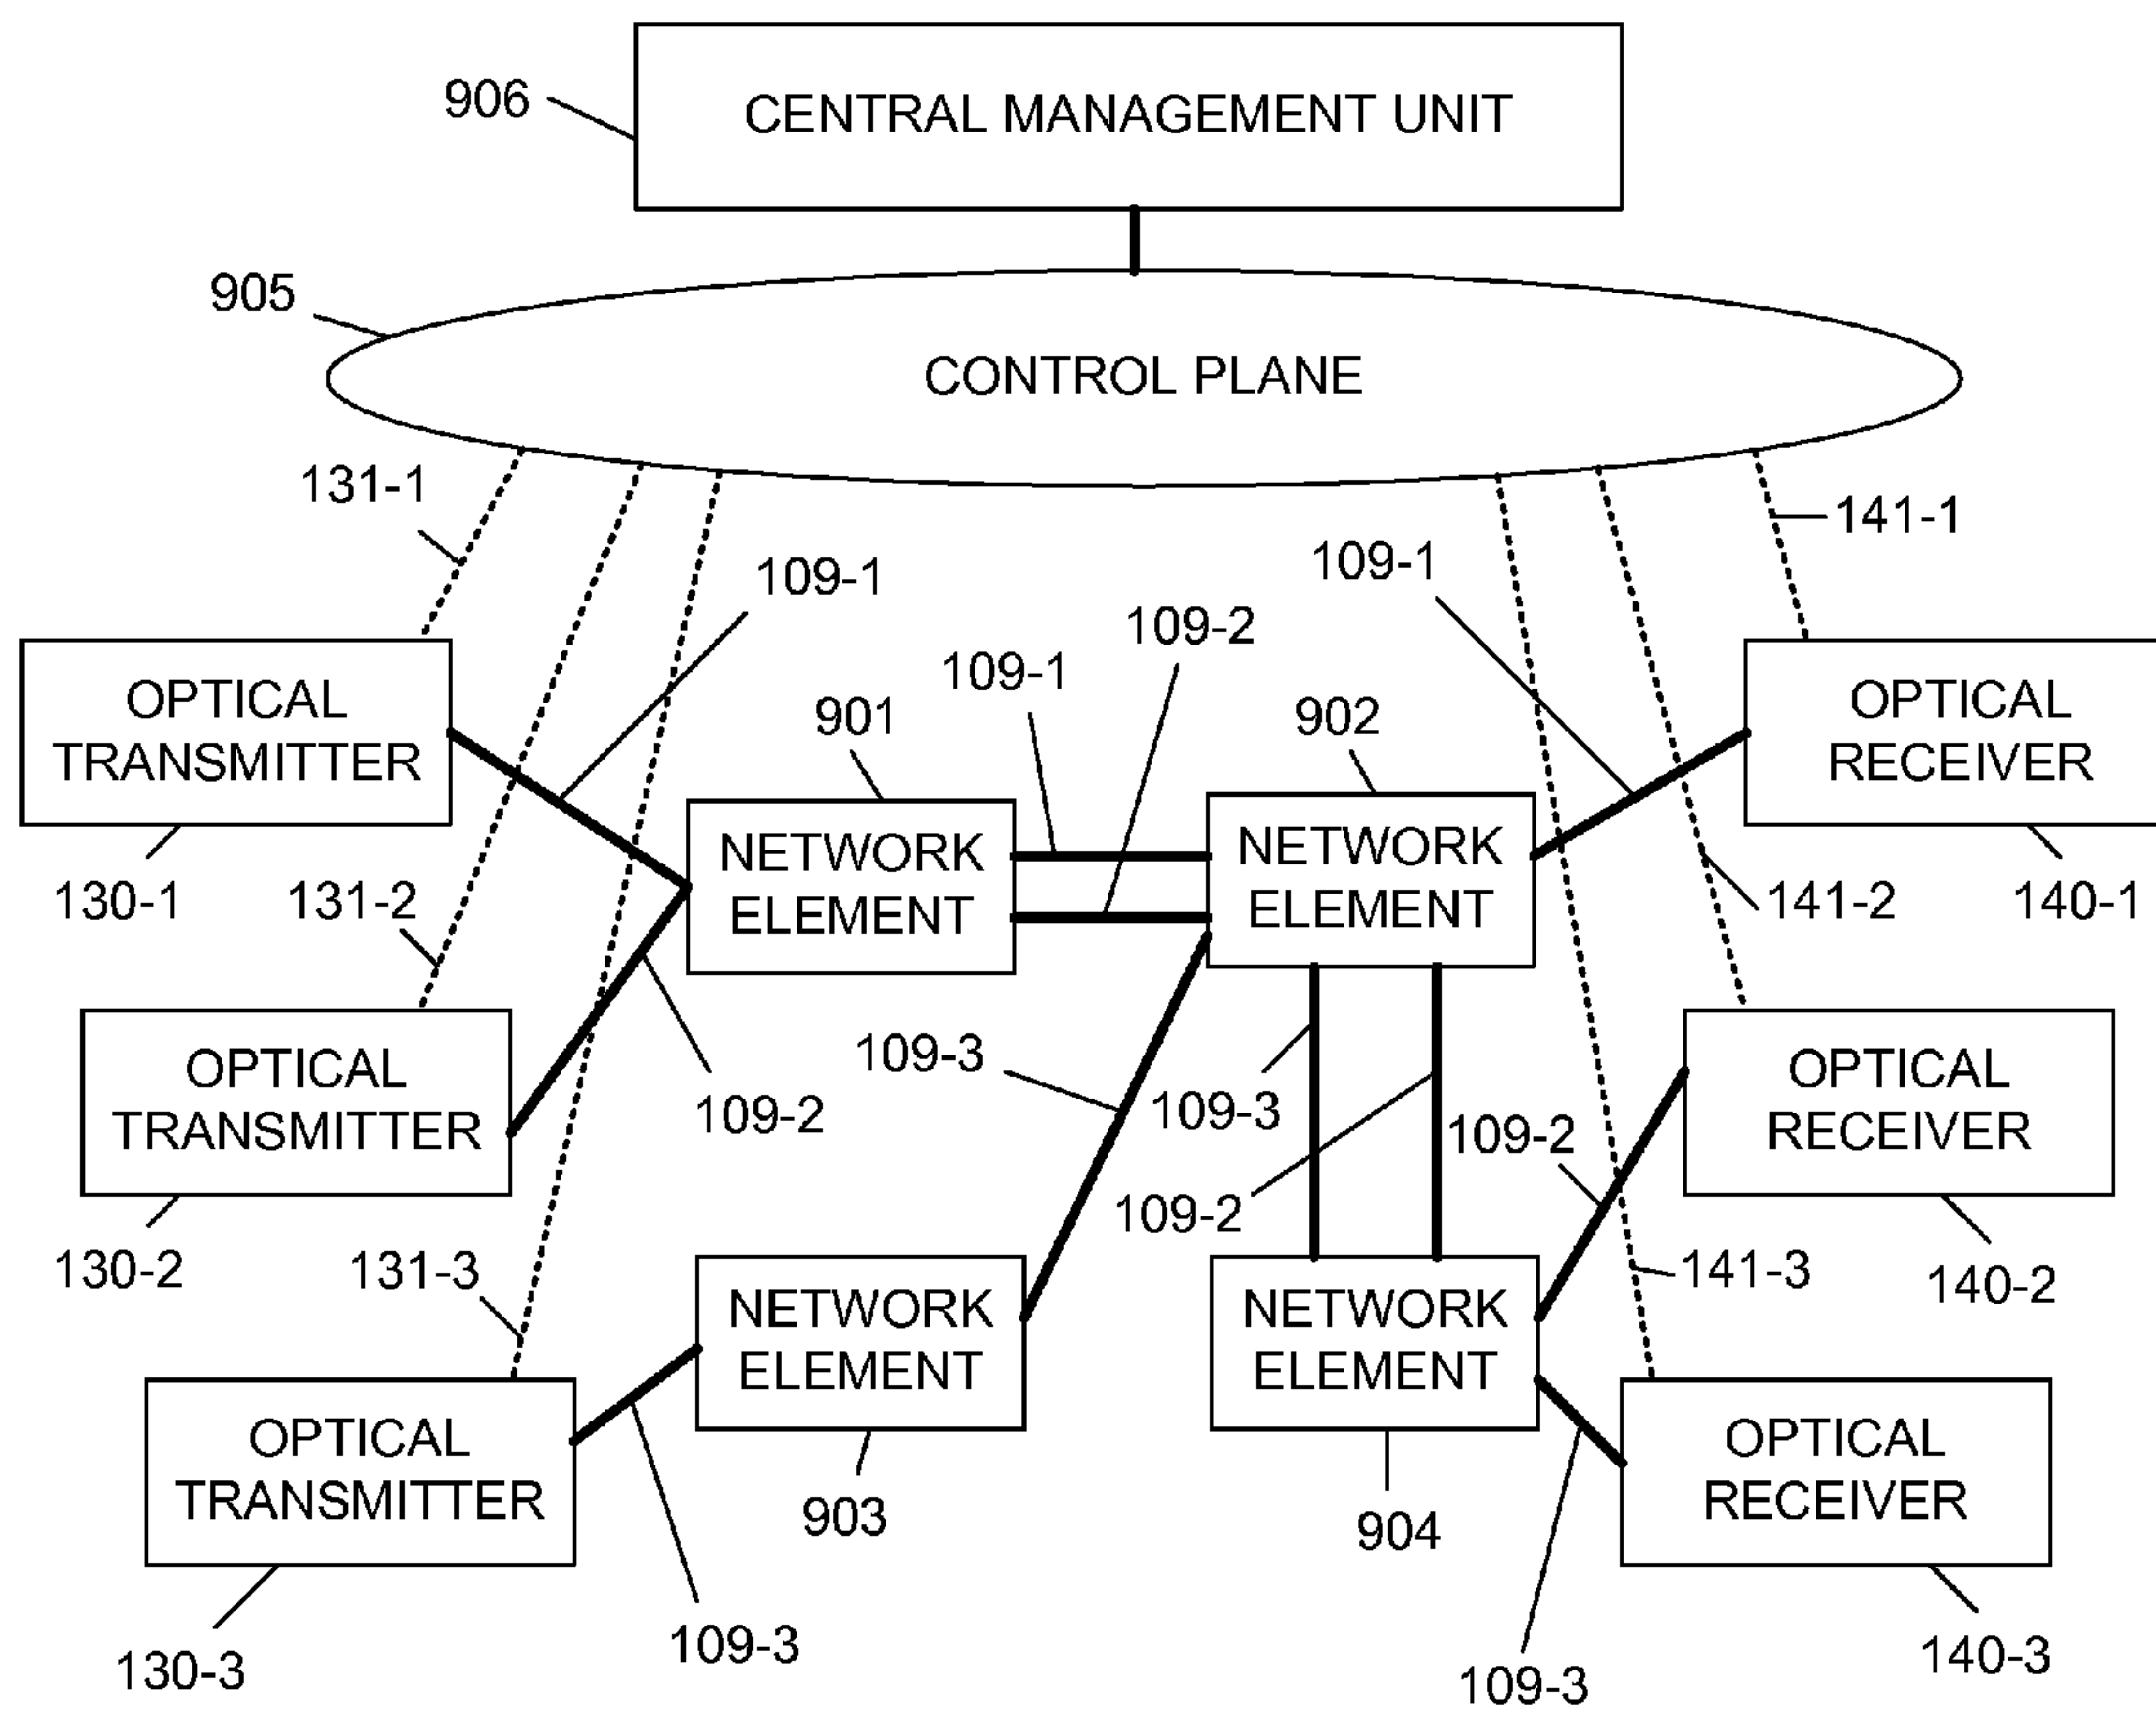 906
CENTRAL MANAGEMENT UNIT
905
CONTROL PLANE
131-1
141-1
109-1
109-1
109-2
109-1
OPTICAL
TRANSMITTER
901
902
OPTICAL
RECEIVER
NETWORK
ELEMENT
NETWORK
ELEMENT
130-1
131-2
141-2
140-1
109-3
OPTICAL
TRANSMITTER
109-2
109-3
109-2
OPTICAL
RECEIVER
109-2
130-2
131-3
141-3
140-2
NETWORK
ELEMENT
NETWORK
ELEMENT
OPTICAL
TRANSMITTER
903
904
OPTICAL
RECEIVER
130-3
109-3
109-3
140-3